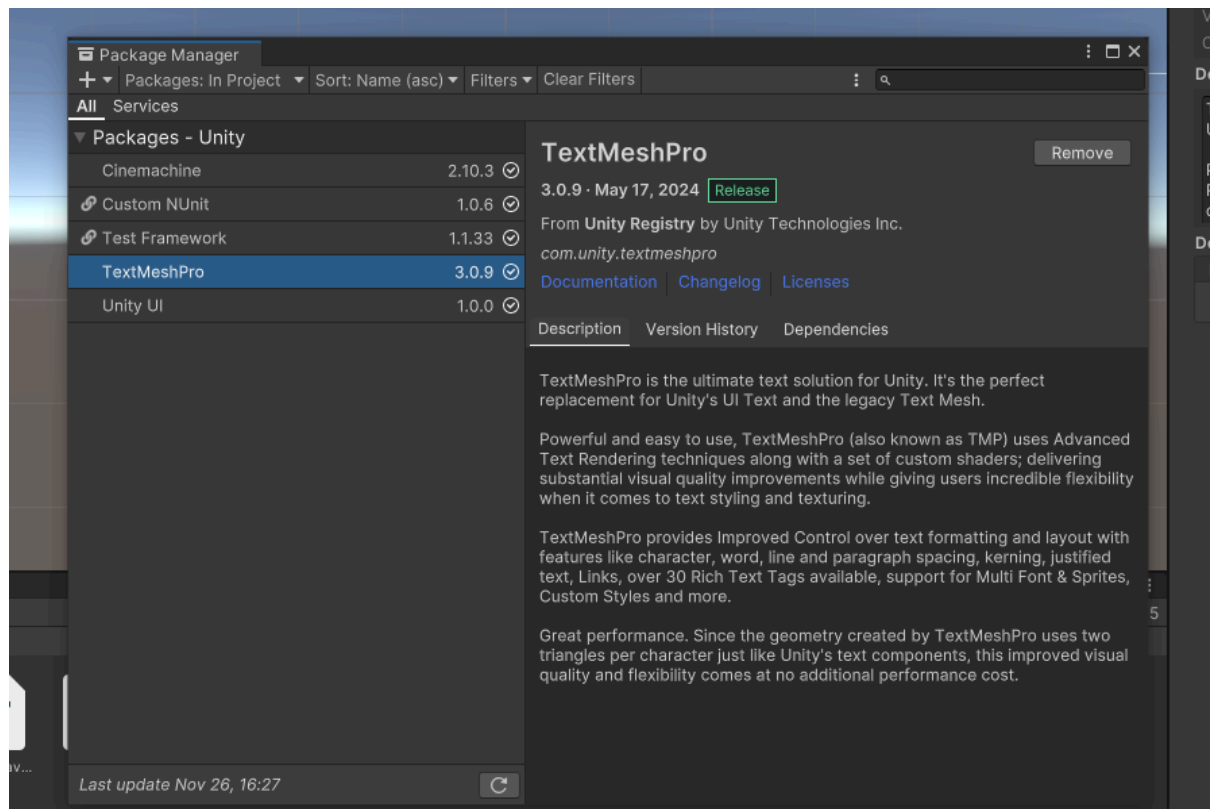 Package Manager
Packages: In Project Sort: Name (asc) Filters Clear Filters
All Services
Packages - Unity
Cinemachine 2.10.3
Custom NUnit 1.0.6
Test Framework 1.1.33
TextMeshPro 3.0.9
Unity UI 1.0.0
Last update Nov 26, 16:27
TextMeshPro
Remove
3.0.9 · May 17, 2024 Release
From Unity Registry by Unity Technologies Inc.
com.unity.textmeshpro
Documentation Changelog Licenses
Description Version History Dependencies
TextMeshPro is the ultimate text solution for Unity. It's the perfect
replacement for Unity's UI Text and the legacy Text Mesh.
Powerful and easy to use, TextMeshPro (also known as TMP) uses Advanced
Text Rendering techniques along with a set of custom shaders; delivering
substantial visual quality improvements while giving users incredible flexibility
when it comes to text styling and texturing.
TextMeshPro provides Improved Control over text formatting and layout with
features like character, word, line and paragraph spacing, kerning, justified
text, Links, over 30 Rich Text Tags available, support for Multi Font & Sprites,
Custom Styles and more.
Great performance. Since the geometry created by TextMeshPro uses two
triangles per character just like Unity's text components, this improved visual
quality and flexibility comes at no additional performance cost.
5